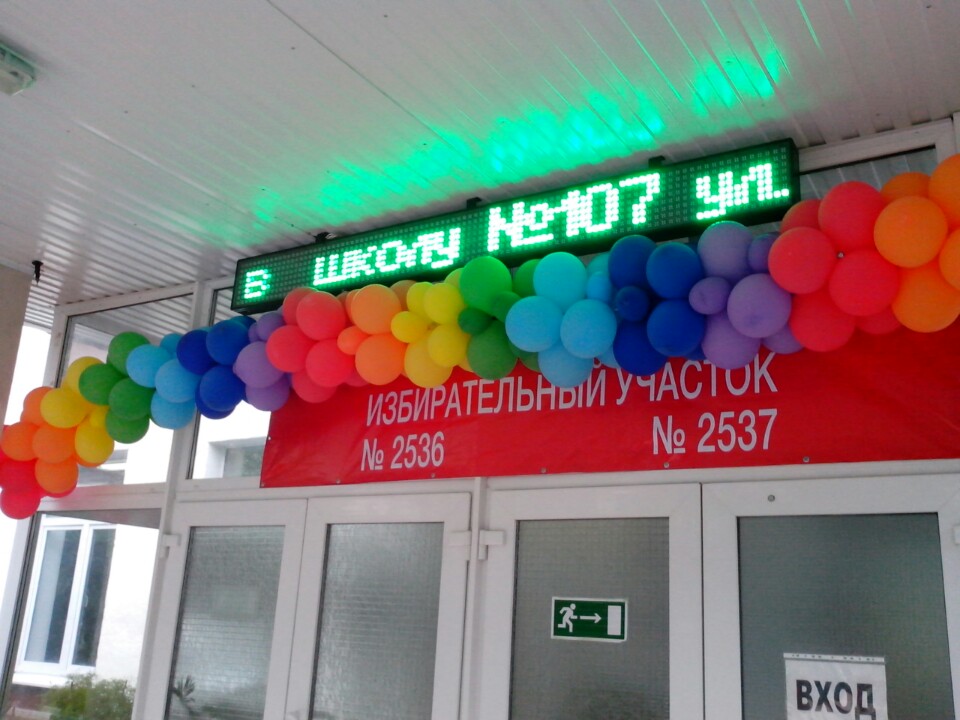 в школу №107 ул.
ИЗБИРАТЕЛЬНЫЙ УЧАСТОК
№ 2536 № 2537
ВХОД